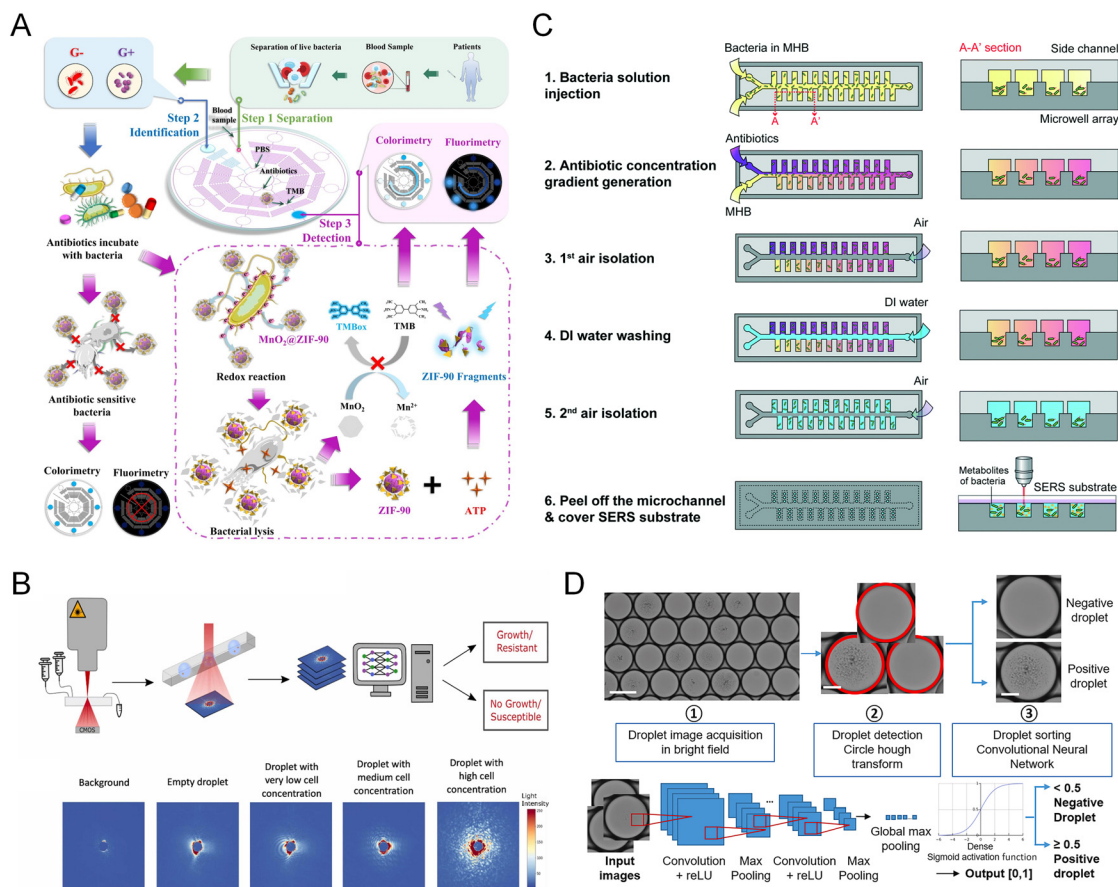 A
G-
G+
Separation of live bacteria
Blood Sample
Patients
Step 2
Identification
Blood
sample
Step 1 Separation
PBS
Antibiotics
TMB
Colorimetry
Fluorimetry
Step 3
Detection
Antibiotics incubate
with bacteria
MnO₂@ZIF-90
TMBox
TMB
Redox reaction
ZIF-90 Fragments
MnO₂
Mn²⁺
Antibiotic sensitive
bacteria
Colorimetry
Fluorimetry
Bacterial lysis
ZIF-90
+
ATP
B
CMOS
Growth/
Resistant
No Growth/
Susceptible
Background
Empty droplet
Droplet with
very low cell
concentration
Droplet with
medium cell
concentration
Droplet with
high cell
concentration
Light
Intensity
C
Bacteria in MHB
A-A' section
Side channel
1. Bacteria solution
injection
A
A'
Microwell array
Antibiotics
2. Antibiotic concentration
gradient generation
MHB
Air
3. 1st air isolation
DI water
4. DI water washing
Air
5. 2nd air isolation
Metabolites
of bacteria
SERS substrate
6. Peel off the microchannel
& cover SERS substrate
D
Negative
droplet
Positive
droplet
①
②
③
Droplet image acquisition
in bright field
Droplet detection
Circle hough
transform
Droplet sorting
Convolutional Neural
Network
...
Input
images
Convolution
+ reLU
Max
Pooling
Convolution
+ reLU
Max
Pooling
Global max
pooling
Dense
Sigmoid activation function
Output [0,1]
< 0.5
Negative
Droplet
≥ 0.5
Positive
droplet